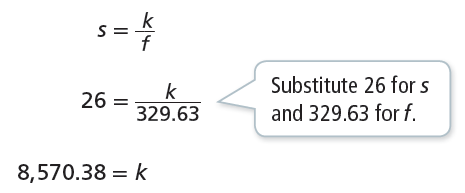 s = k/f
26 = k/329.63
Substitute 26 for s
and 329.63 for f.
8,570.38 = k